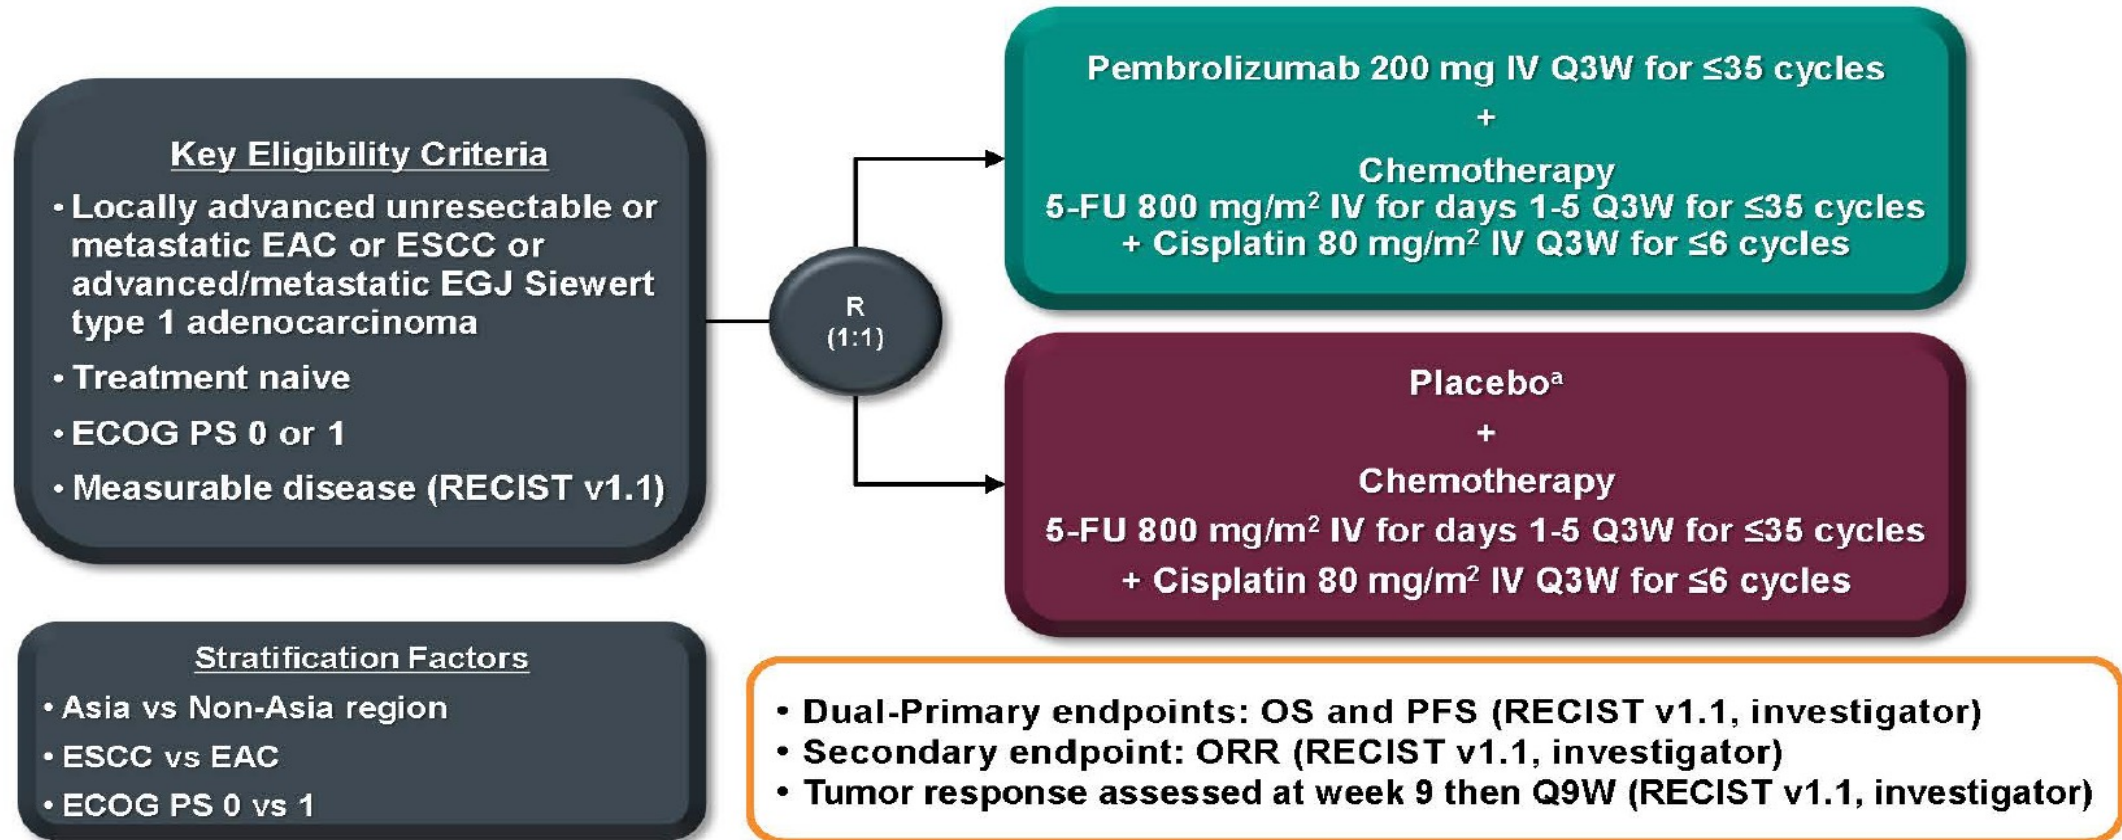 Key Eligibility Criteria
• Locally advanced unresectable or
metastatic EAC or ESCC or
advanced/metastatic EGJ Siewert
type 1 adenocarcinoma
• Treatment naive
• ECOG PS 0 or 1
• Measurable disease (RECIST v1.1)
Stratification Factors
• Asia vs Non-Asia region
• ESCC vs EAC
• ECOG PS 0 vs 1
R
(1:1)
Pembrolizumab 200 mg IV Q3W for ≤35 cycles
+
Chemotherapy
5-FU 800 mg/m² IV for days 1-5 Q3W for ≤35 cycles
+ Cisplatin 80 mg/m² IV Q3W for ≤6 cycles
Placeboᵃ
+
Chemotherapy
5-FU 800 mg/m² IV for days 1-5 Q3W for ≤35 cycles
+ Cisplatin 80 mg/m² IV Q3W for ≤6 cycles
• Dual-Primary endpoints: OS and PFS (RECIST v1.1, investigator)
• Secondary endpoint: ORR (RECIST v1.1, investigator)
• Tumor response assessed at week 9 then Q9W (RECIST v1.1, investigator)